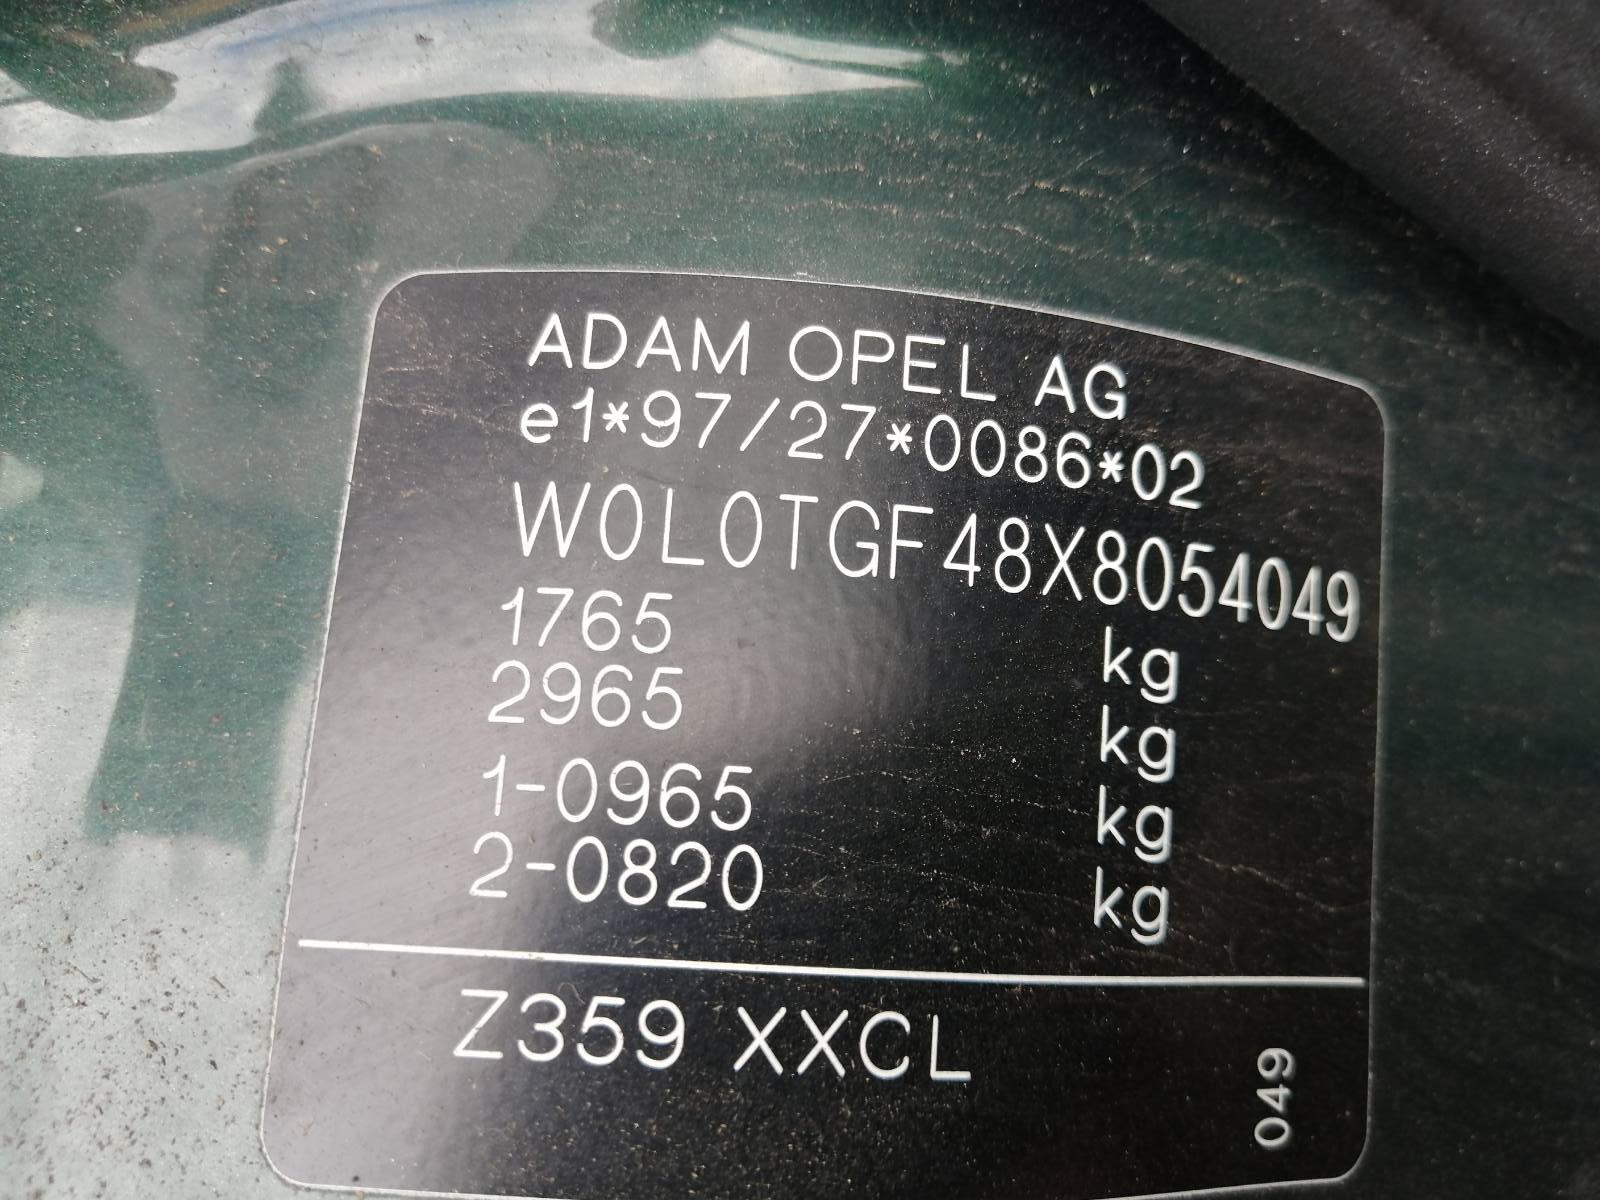 ADAM OPEL AG
e1*97/27*0086*02
W0L0TGF48X8054049
1765 kg
2965 kg
1-0965 kg
2-0820 kg
Z359 XXCL
049